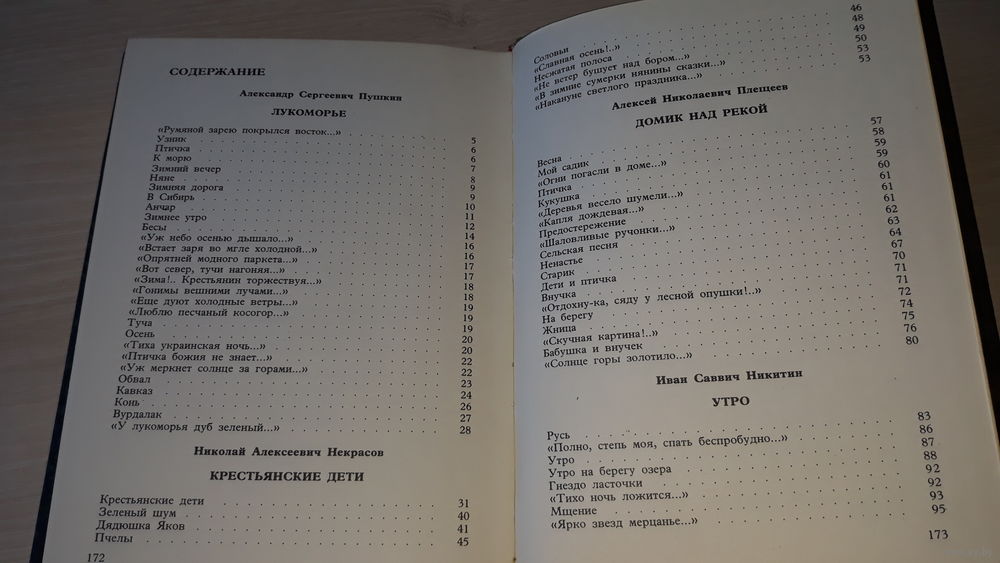 СОДЕРЖАНИЕ
Александр Сергеевич Пушкин
ЛУКОМОРЬЕ
«Румяной зарею покрылся восток...» 5
Узник 6
Птичка 6
К морю 7
Зимний вечер 8
Няне 9
Зимняя дорога 9
В Сибирь 10
Анчар 11
Зимнее утро 12
Бесы 14
«Уж небо осенью дышало...» 16
«Встает заря во мгле холодной...» 16
«Опрятней модного паркета...» 17
«Вот север, тучи нагоняя...» 17
«Зима!.. Крестьянин торжествуя...» 18
«Гонимы вешними лучами...» 18
«Еще дуют холодные ветры...» 19
«Люблю песчаный косогор...» 19
Туча 19
Осень 20
«Тиха украинская ночь...» 20
«Птичка божия не знает...» 22
«Уж меркнет солнце за горами...» 22
Обвал 23
Кавказ 24
Конь 26
Вурдалак 27
«У лукоморья дуб зеленый...» 28
Николай Алексеевич Некрасов
КРЕСТЬЯНСКИЕ ДЕТИ
Крестьянские дети 31
Зеленый шум 40
Дядюшка Яков 41
Пчелы 45
172
Соловьи 46
«Славная осень!..» 48
Несжатая полоса 49
«Не ветер бушует над бором...» 50
«В зимние сумерки нянины сказки...» 53
«Накануне светлого праздника...» 53
Алексей Николаевич Плещеев
ДОМИК НАД РЕКОЙ
Весна 57
Мой садик 58
«Огни погасли в доме...» 59
Птичка 59
Кукушка 60
«Деревья весело шумели...» 61
«Капля дождевая...» 61
Предостережение 61
«Шаловливые ручонки...» 62
Сельская песня 63
Ненастье 64
Старик 67
Дети и птичка 70
Внучка 71
«Отдохну-ка, сяду у лесной опушки!..» 71
На берегу 72
Жница 74
«Скучная картина!..» 75
Бабушка и внучек 76
«Солнце горы золотило...» 80
Иван Саввич Никитин
УТРО
Русь 83
«Полно, степь моя, спать беспробудно...» 86
Утро 87
Утро на берегу озера 88
Гнездо ласточки 92
«Тихо ночь ложится...» 92
Мщение 93
«Ярко звезд мерцанье...» 95
173